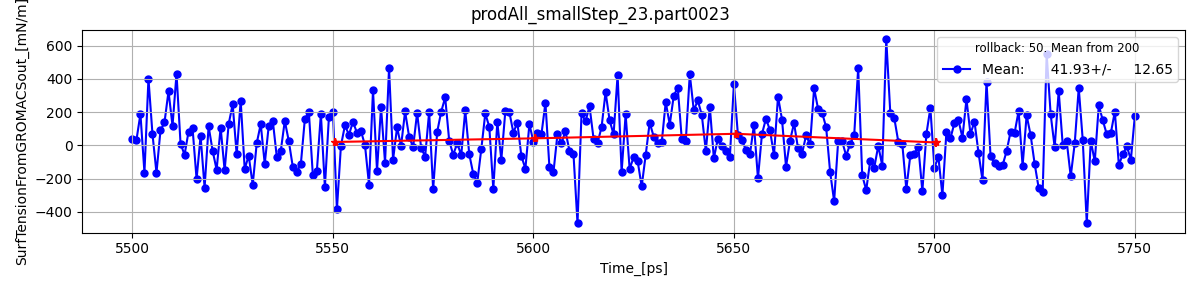 prodAll_smallStep_23.part0023
SurfTensionFromGROMACSout_[mN/m]
600
400
200
0
−200
−400
rollback: 50, Mean from 200
Mean: 41.93+/- 12.65
5500 5550 5600 5650 5700 5750
Time_[ps]